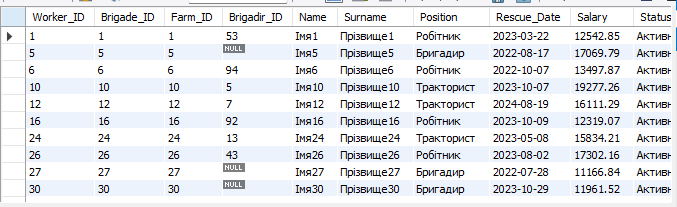 Worker_ID Brigade_ID Farm_ID Brigadir_ID Name Surname Position Rescue_Date Salary Status
1 1 1 53 Імя1 Прізвище1 Робітник 2023-03-22 12542.85 Активн
5 5 5 NULL Імя5 Прізвище5 Бригадир 2022-08-17 17069.79 Активн
6 6 6 94 Імя6 Прізвище6 Робітник 2022-10-07 13497.87 Активн
10 10 10 5 Імя10 Прізвище10 Тракторист 2023-10-07 19277.26 Активн
12 12 12 7 Імя12 Прізвище12 Тракторист 2024-08-19 16111.29 Активн
16 16 16 92 Імя16 Прізвище16 Робітник 2023-10-09 12319.07 Активн
24 24 24 13 Імя24 Прізвище24 Тракторист 2023-05-08 15834.21 Активн
26 26 26 43 Імя26 Прізвище26 Робітник 2023-08-02 17302.16 Активн
27 27 27 NULL Імя27 Прізвище27 Бригадир 2022-07-28 11166.84 Активн
30 30 30 NULL Імя30 Прізвище30 Бригадир 2023-10-29 11961.52 Активн